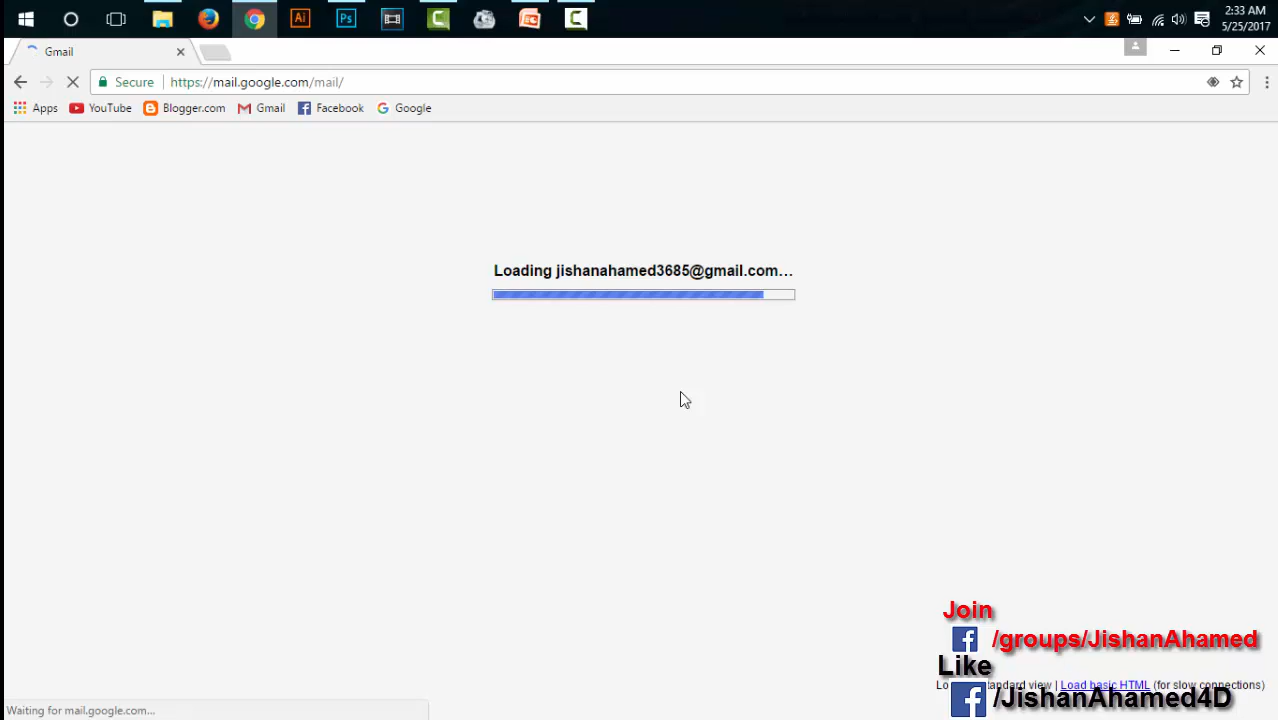 Ai
Ps
2:33 AM
5/25/2017
Gmail
Secure
https://mail.google.com/mail/
Apps
YouTube
Blogger.com
Gmail
Facebook
Google
Loading jishanahamed3685@gmail.com…
Join
/groups/JishanAhamed
Like
standard view | Load basic HTML (for slow connections)
/JishanAhamed4D
Waiting for mail.google.com...